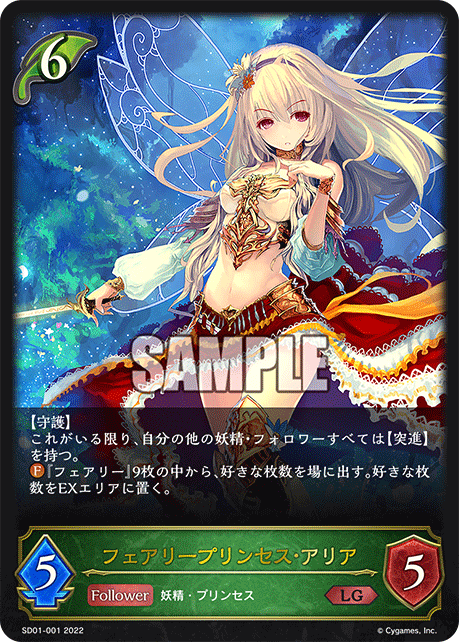 6
SAMPLE
【守護】
これがいる限り、自分の他の妖精・フォロワーすべては【突進】
を持つ。
F『フェアリー』9枚の中から、好きな枚数を場に出す。好きな枚
数をEXエリアに置く。
フェアリープリンセス・アリア
5
Follower 妖精・プリンセス LG
5
SD01-001 2022 © Cygames, Inc.